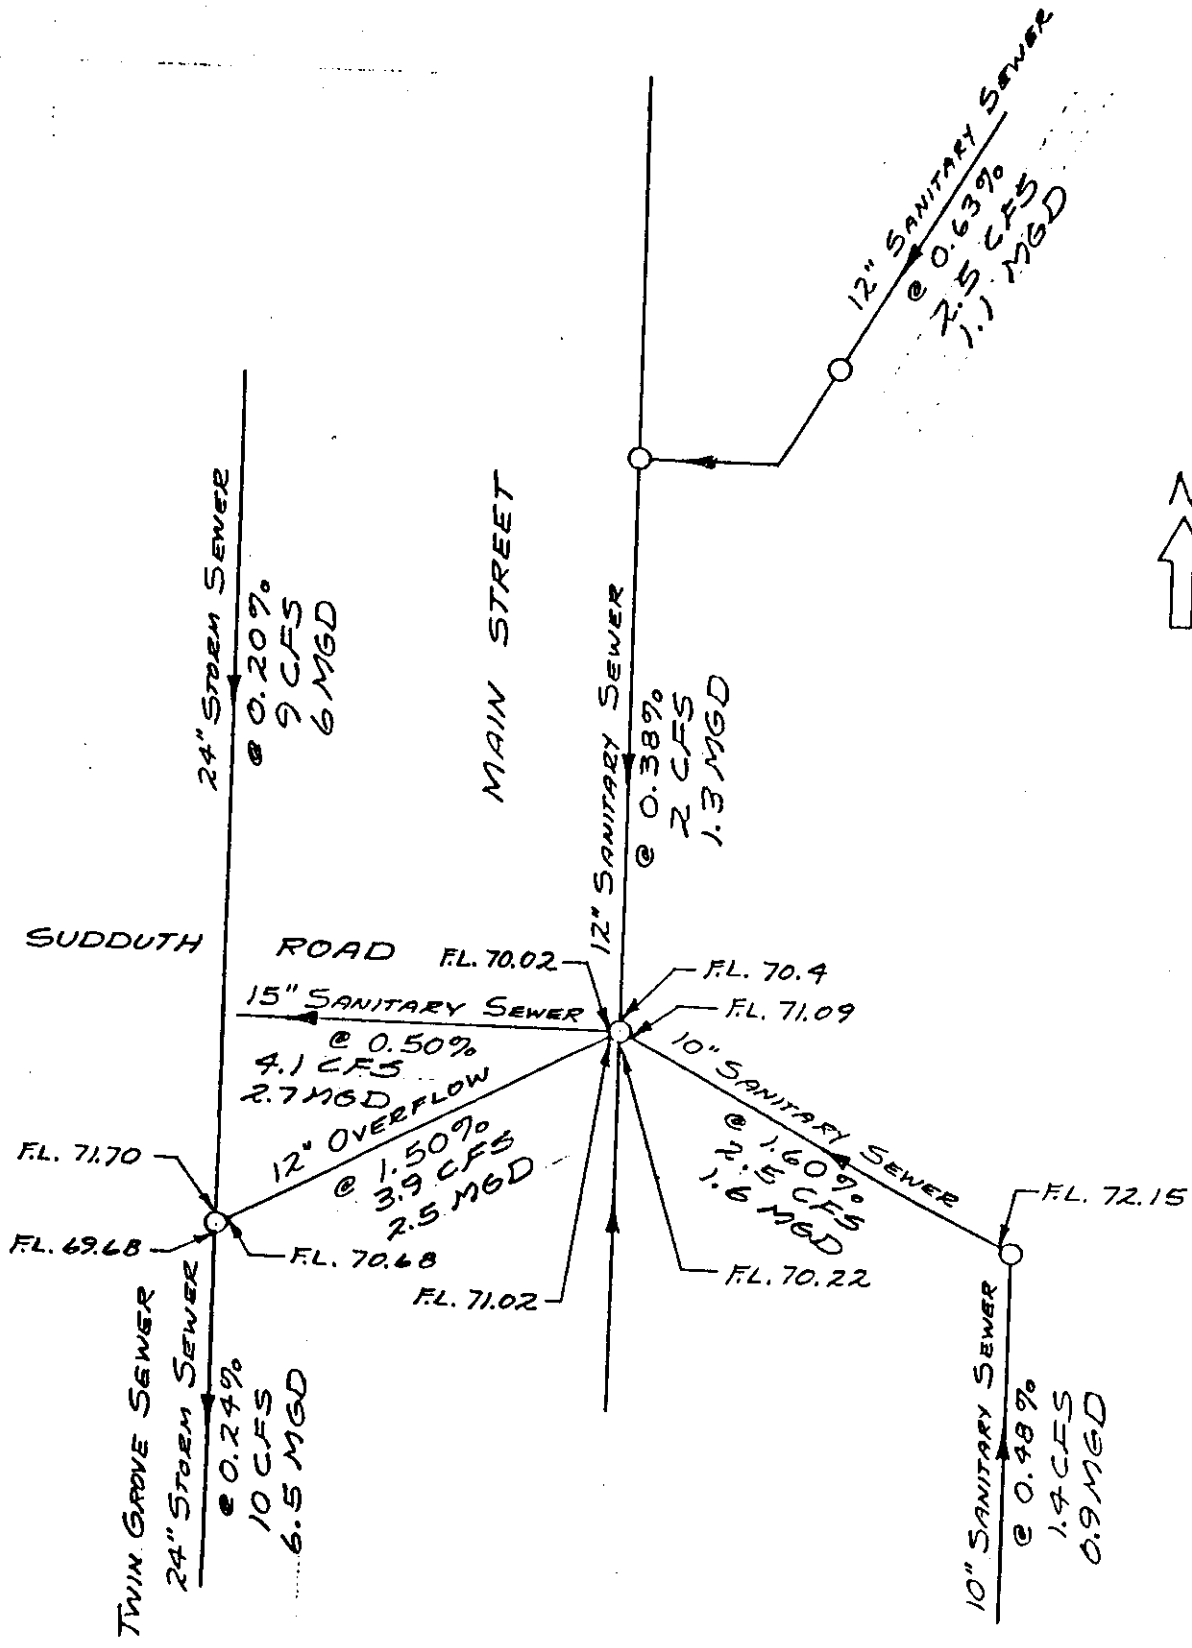 12" SANITARY SEWER
@ 0.63%
2.5 CFS
1.1 MGD
24" STORM SEWER
@ 0.20%
9 CFS
6 MGD
MAIN STREET
12" SANITARY SEWER
@ 0.38%
2 CFS
1.3 MGD
SUDDUTH ROAD
F.L. 70.02
F.L. 70.4
F.L. 71.09
15" SANITARY SEWER
@ 0.50%
4.1 CFS
2.7 MGD
12" OVERFLOW
@ 1.50%
3.9 CFS
2.5 MGD
10" SANITARY SEWER
@ 1.60%
2.5 CFS
1.6 MGD
F.L. 71.70
F.L. 69.68
F.L. 70.68
F.L. 71.02
F.L. 70.22
F.L. 72.15
TWIN GROVE SEWER
24" STORM SEWER
@ 0.24%
10 CFS
6.5 MGD
10" SANITARY SEWER
@ 0.48%
1.4 CFS
0.9 MGD